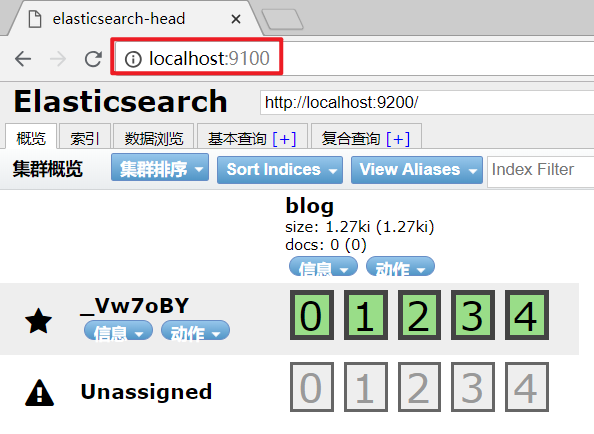 elasticsearch-head
localhost:9100
Elasticsearch
http://localhost:9200/
概览 索引 数据浏览 基本查询 [+] 复合查询 [+]
集群概览 集群排序 Sort Indices View Aliases Index Filter
blog
size: 1.27ki (1.27ki)
docs: 0 (0)
信息 动作
_Vw7oBY
信息 动作
0 1 2 3 4
Unassigned
0 1 2 3 4